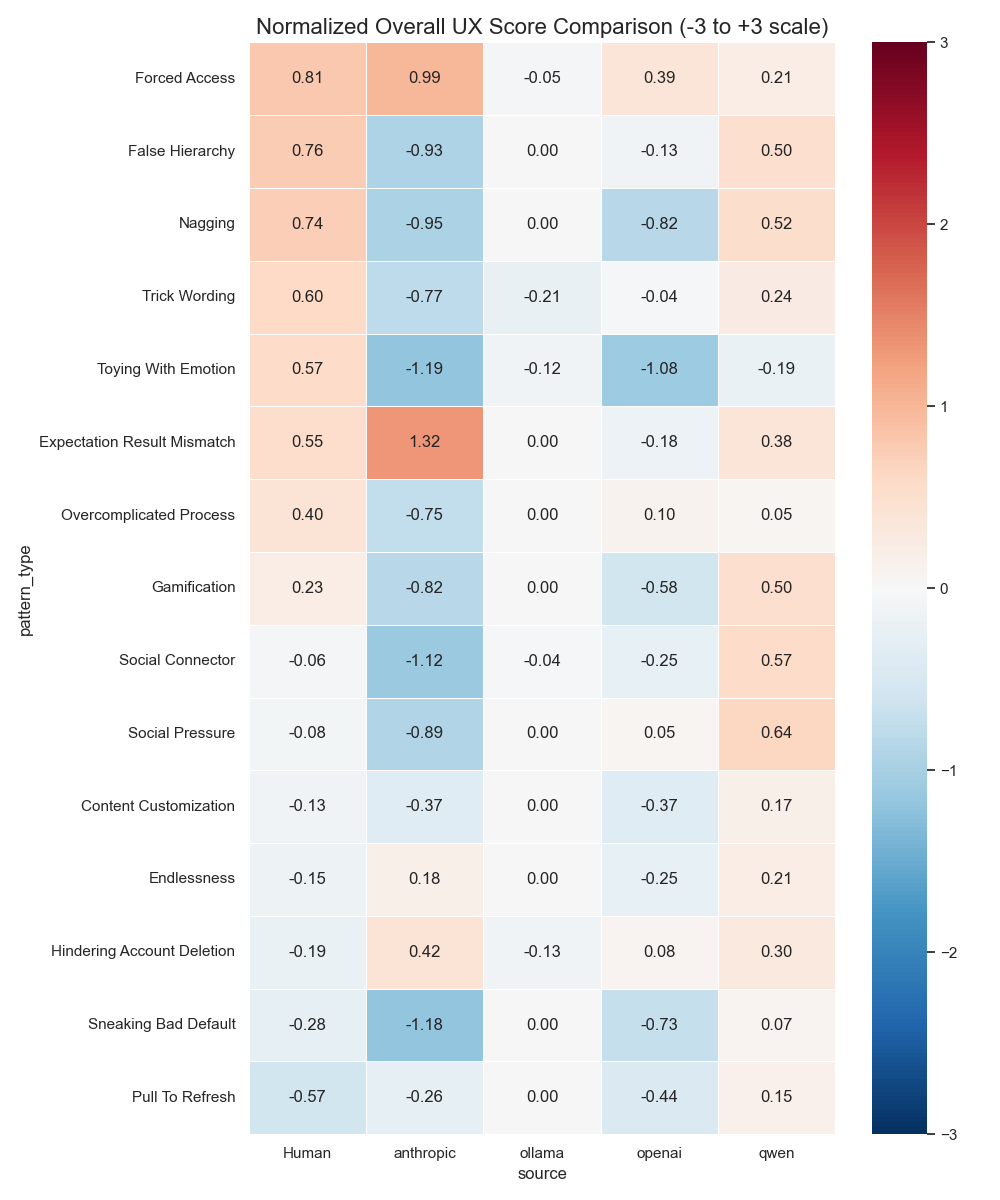 Normalized Overall UX Score Comparison (-3 to +3 scale)
Forced Access 0.81 0.99 -0.05 0.39 0.21
False Hierarchy 0.76 -0.93 0.00 -0.13 0.50
Nagging 0.74 -0.95 0.00 -0.82 0.52
Trick Wording 0.60 -0.77 -0.21 -0.04 0.24
Toying With Emotion 0.57 -1.19 -0.12 -1.08 -0.19
Expectation Result Mismatch 0.55 1.32 0.00 -0.18 0.38
Overcomplicated Process 0.40 -0.75 0.00 0.10 0.05
Gamification 0.23 -0.82 0.00 -0.58 0.50
Social Connector -0.06 -1.12 -0.04 -0.25 0.57
Social Pressure -0.08 -0.89 0.00 0.05 0.64
Content Customization -0.13 -0.37 0.00 -0.37 0.17
Endlessness -0.15 0.18 0.00 -0.25 0.21
Hindering Account Deletion -0.19 0.42 -0.13 0.08 0.30
Sneaking Bad Default -0.28 -1.18 0.00 -0.73 0.07
Pull To Refresh -0.57 -0.26 0.00 -0.44 0.15
Human anthropic ollama openai qwen
source
pattern_type
3
2
1
0
−1
−2
−3